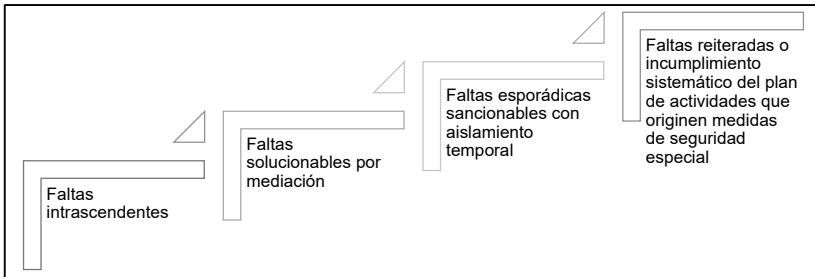 Faltas
intrascendentes
Faltas
solucionables por
mediación
Faltas esporádicas
sancionables con
aislamiento
temporal
Faltas reiteradas o
incumplimiento
sistemático del plan
de actividades que
originen medidas
de seguridad
especial